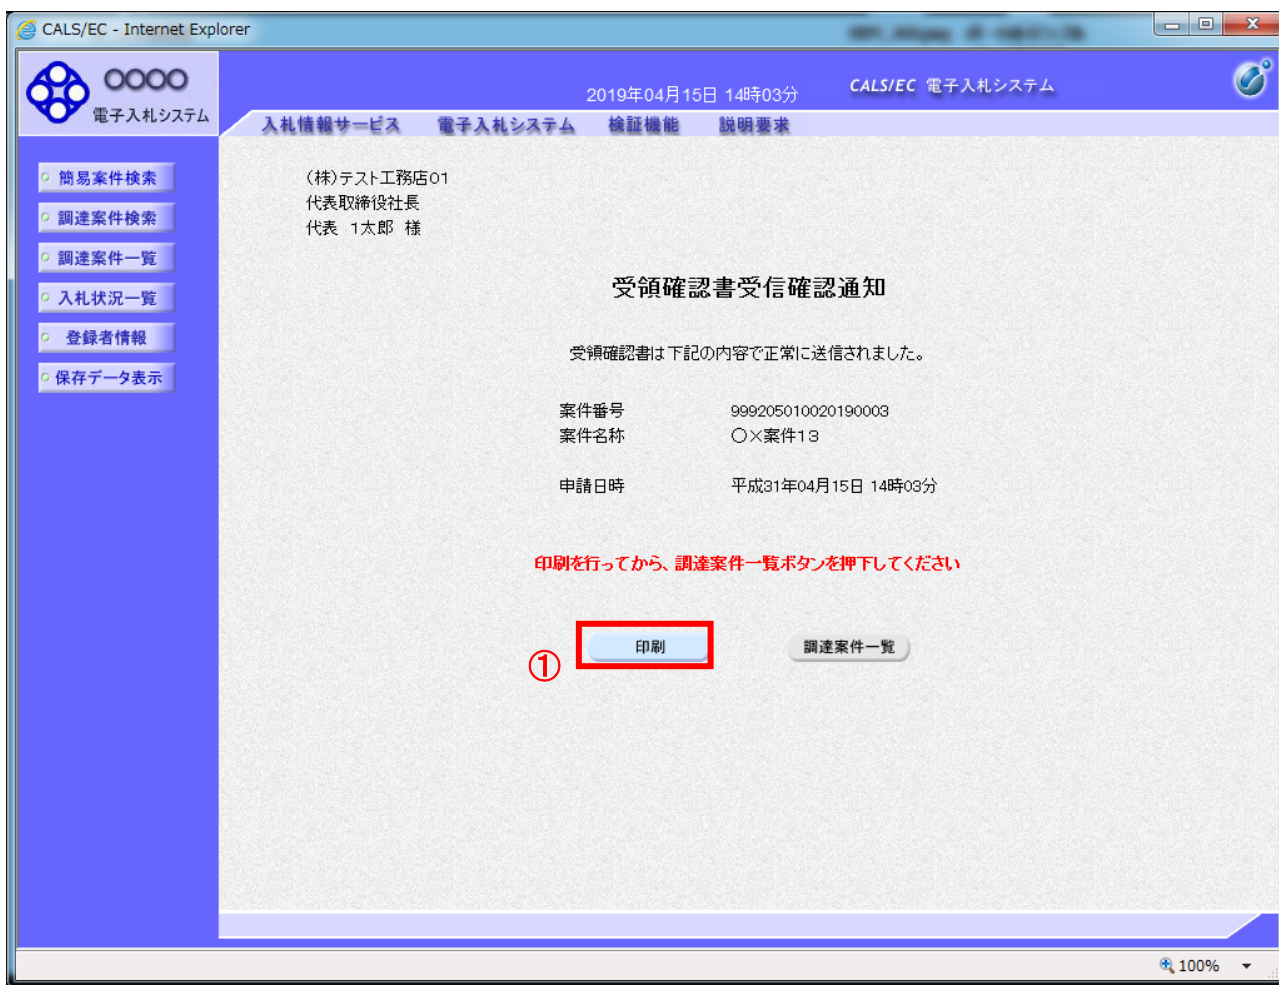 CALS/EC - Internet Explorer
○○○○
電子入札システム
2019年04月15日 14時03分
CALS/EC 電子入札システム
入札情報サービス 電子入札システム 検証機能 説明要求
簡易案件検索
調達案件検索
調達案件一覧
入札状況一覧
登録者情報
保存データ表示
(株)テスト工務店01
代表取締役社長
代表 1太郎 様
受領確認書受信確認通知
受領確認書は下記の内容で正常に送信されました。
案件番号 999205010020190003
案件名称 ○×案件13
申請日時 平成31年04月15日 14時03分
印刷を行ってから、調達案件一覧ボタンを押下してください
① 印刷 調達案件一覧
100%